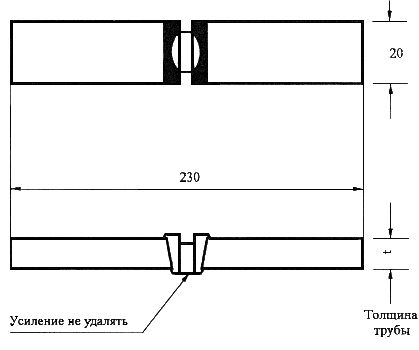 20
230
t
Усиление не удалять
Толщина
трубы